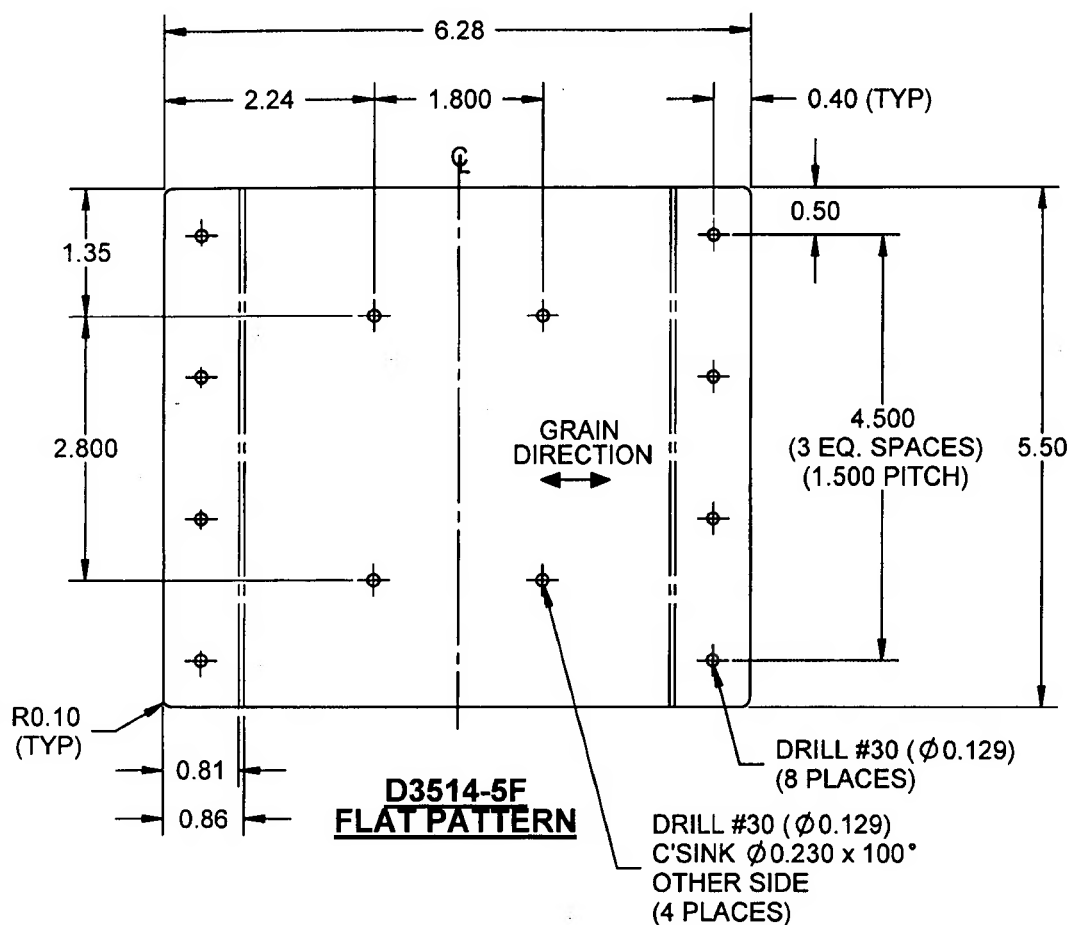 6.28
2.24
1.800
0.40 (TYP)
℄
0.50
1.35
GRAIN
DIRECTION
2.800
4.500
(3 EQ. SPACES)
(1.500 PITCH)
5.50
R0.10
(TYP)
0.81
0.86
D3514-5F
FLAT PATTERN
DRILL #30 (∅0.129)
(8 PLACES)
DRILL #30 (∅0.129)
C'SINK ∅0.230 x 100°
OTHER SIDE
(4 PLACES)